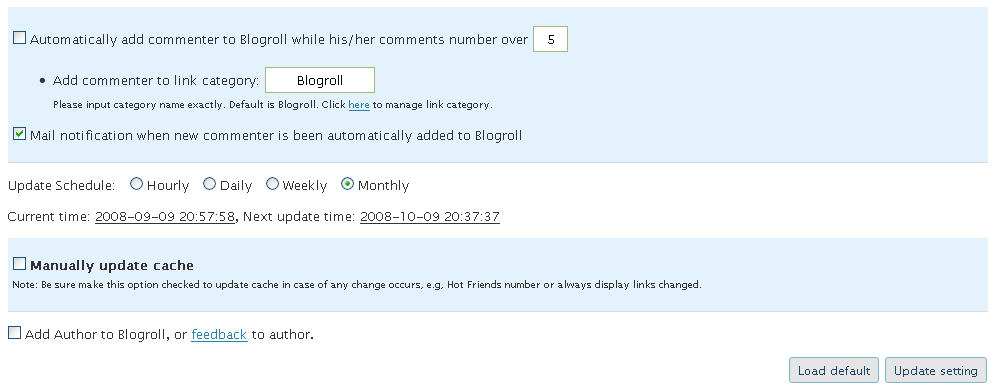 Automatically add commenter to Blogroll while his/her comments number over 5
• Add commenter to link category: Blogroll
Please input category name exactly. Default is Blogroll. Click here to manage link category.
Mail notification when new commenter is been automatically added to Blogroll
Update Schedule: Hourly Daily Weekly Monthly
Current time: 2008-09-09 20:57:58, Next update time: 2008-10-09 20:37:37
Manually update cache
Note: Be sure make this option checked to update cache in case of any change occurs, e.g, Hot Friends number or always display links changed.
Add Author to Blogroll, or feedback to author.
Load default Update setting